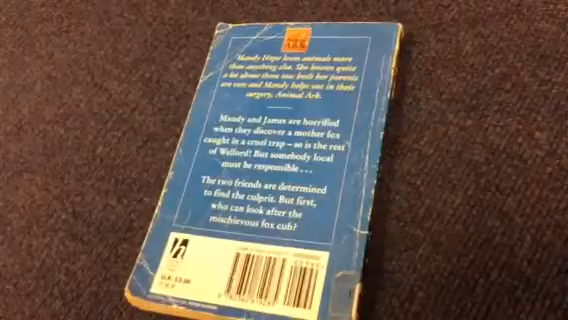 ARK
Mandy Hope loves animals more
than anything else. She knows quite
a lot about them too: both her parents
are vets and Mandy helps out in their
surgery, Animal Ark.
Mandy and James are horrified
when they discover a mother fox
caught in a cruel trap – so is the rest
of Welford! But somebody local
must be responsible . . .
The two friends are determined
to find the culprit. But first,
who can look after the
mischievous fox cub?
h